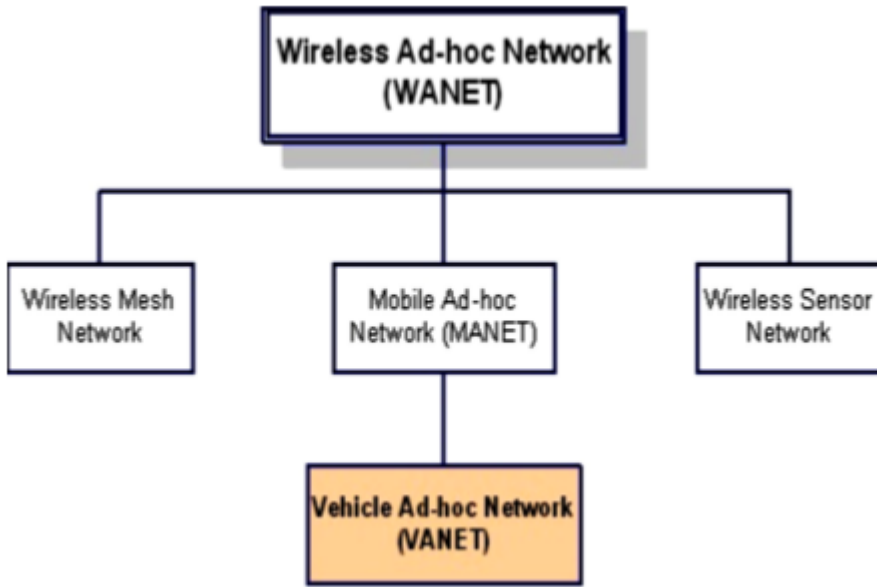 Wireless Ad-hoc Network
(WANET)
Wireless Mesh
Network
Mobile Ad-hoc
Network (MANET)
Wireless Sensor
Network
Vehicle Ad-hoc Network
(VANET)